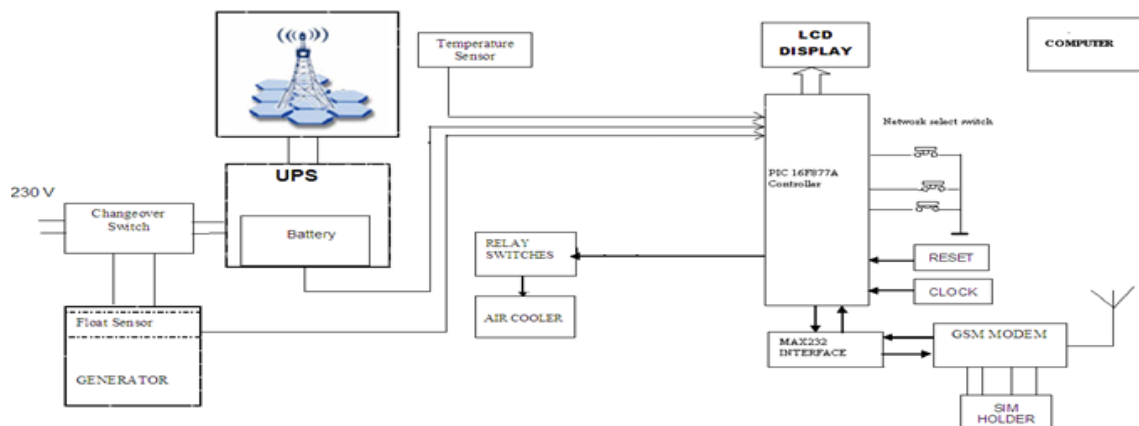 Temperature
Sensor
LCD
DISPLAY
COMPUTER
Network select switch
UPS
PIC 16F877A
Controller
230 V
Changeover
Switch
Battery
RELAY
SWITCHES
RESET
CLOCK
AIR COOLER
Float Sensor
GENERATOR
MAX232
INTERFACE
GSM MODEM
SIM
HOLDER